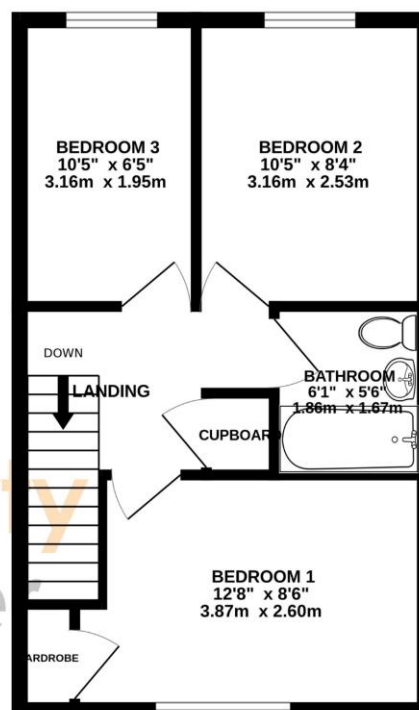 BEDROOM 3
10'5" x 6'5"
3.16m x 1.95m
BEDROOM 2
10'5" x 8'4"
3.16m x 2.53m
DOWN
LANDING
BATHROOM
6'1" x 5'6"
1.86m x 1.67m
CUPBOARD
BEDROOM 1
12'8" x 8'6"
3.87m x 2.60m
ARDROBE